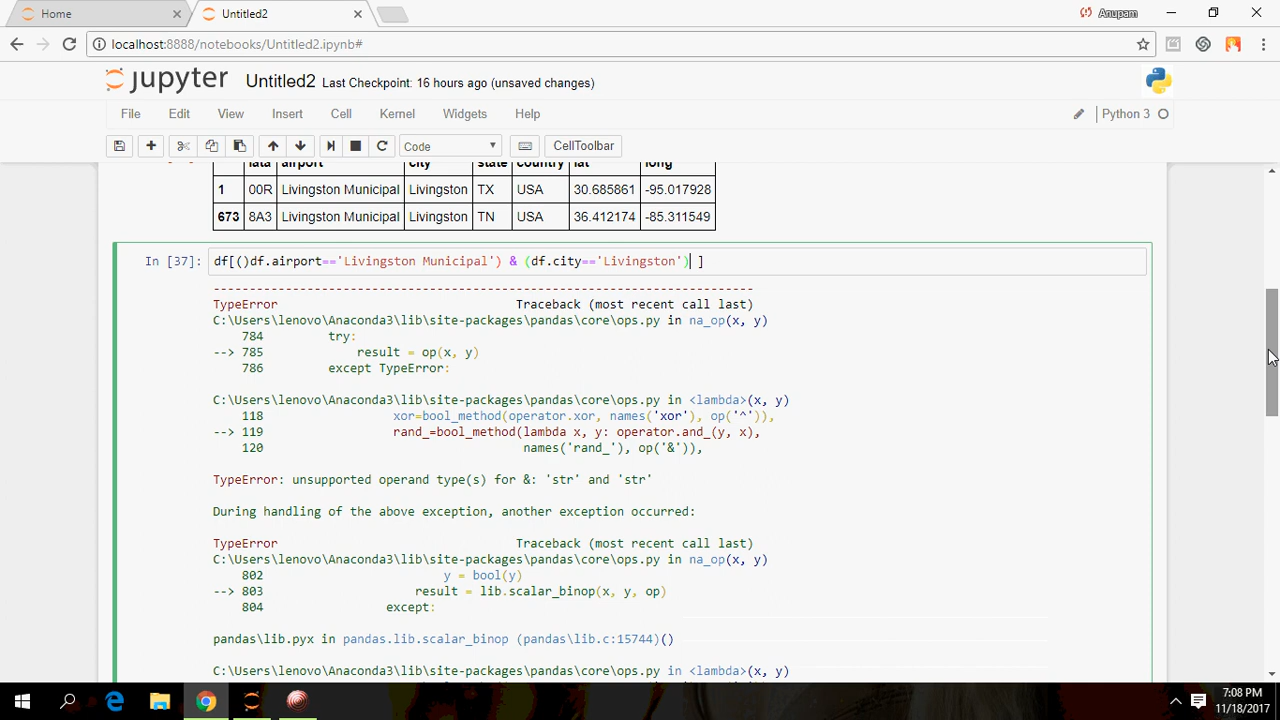 Home
Untitled2
Anupam
localhost:8888/notebooks/Untitled2.ipynb#
jupyter Untitled2 Last Checkpoint: 16 hours ago (unsaved changes)
File Edit View Insert Cell Kernel Widgets Help Python 3
Code CellToolbar
iata airport city state country lat long
1 00R Livingston Municipal Livingston TX USA 30.685861 -95.017928
673 8A3 Livingston Municipal Livingston TN USA 36.412174 -85.311549
In [37]: df[()df.airport=='Livingston Municipal') & (df.city=='Livingston') ]
---------------------------------------------------------------------------
TypeError Traceback (most recent call last)
C:\Users\lenovo\Anaconda3\lib\site-packages\pandas\core\ops.py in na_op(x, y)
784 try:
--> 785 result = op(x, y)
786 except TypeError:
C:\Users\lenovo\Anaconda3\lib\site-packages\pandas\core\ops.py in <lambda>(x, y)
118 xor=bool_method(operator.xor, names('xor'), op('^')),
--> 119 rand_=bool_method(lambda x, y: operator.and_(y, x),
120 names('rand_'), op('&')),
TypeError: unsupported operand type(s) for &: 'str' and 'str'
During handling of the above exception, another exception occurred:
TypeError Traceback (most recent call last)
C:\Users\lenovo\Anaconda3\lib\site-packages\pandas\core\ops.py in na_op(x, y)
802 y = bool(y)
--> 803 result = lib.scalar_binop(x, y, op)
804 except:
pandas\lib.pyx in pandas.lib.scalar_binop (pandas\lib.c:15744)()
C:\Users\lenovo\Anaconda3\lib\site-packages\pandas\core\ops.py in <lambda>(x, y)
7:08 PM
11/18/2017